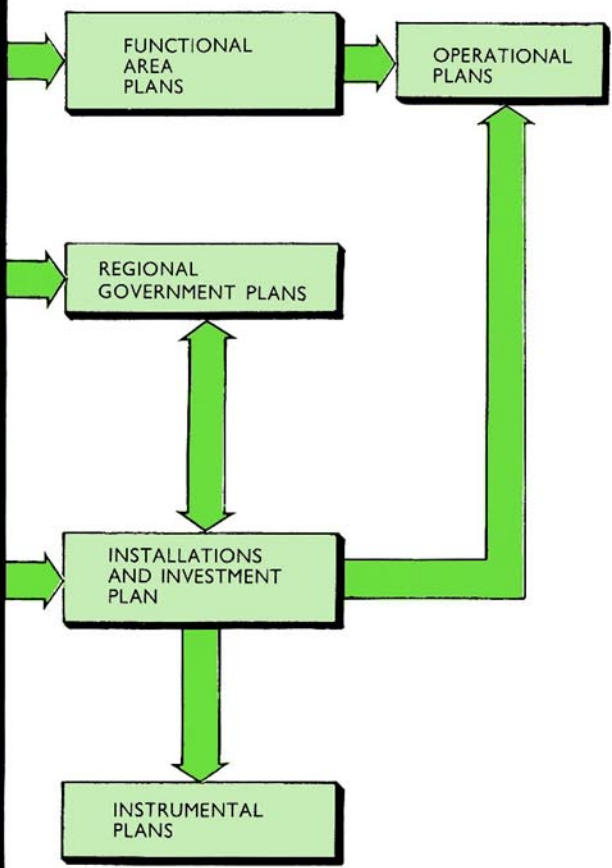 FUNCTIONAL
AREA
PLANS
OPERATIONAL
PLANS
REGIONAL
GOVERNMENT PLANS
INSTALLATIONS
AND INVESTMENT
PLAN
INSTRUMENTAL
PLANS